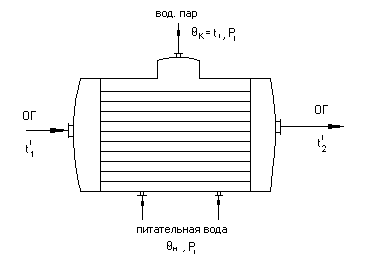 вод. пар
θк = t₁ , P₁
ОГ
t'₁
ОГ
t'₂
питательная вода
θн , P₁